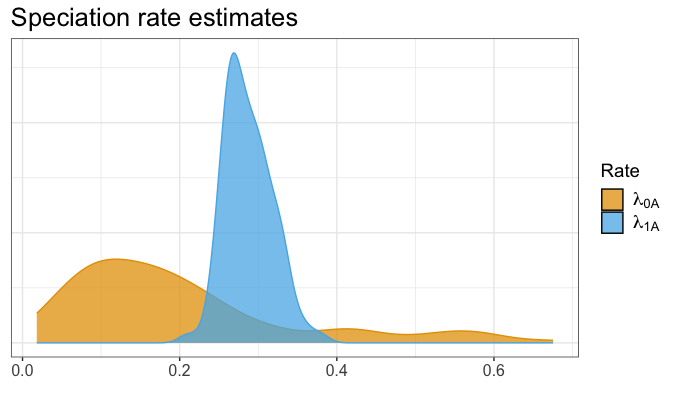 Speciation rate estimates
Rate
λ0A
λ1A
0.0 0.2 0.4 0.6